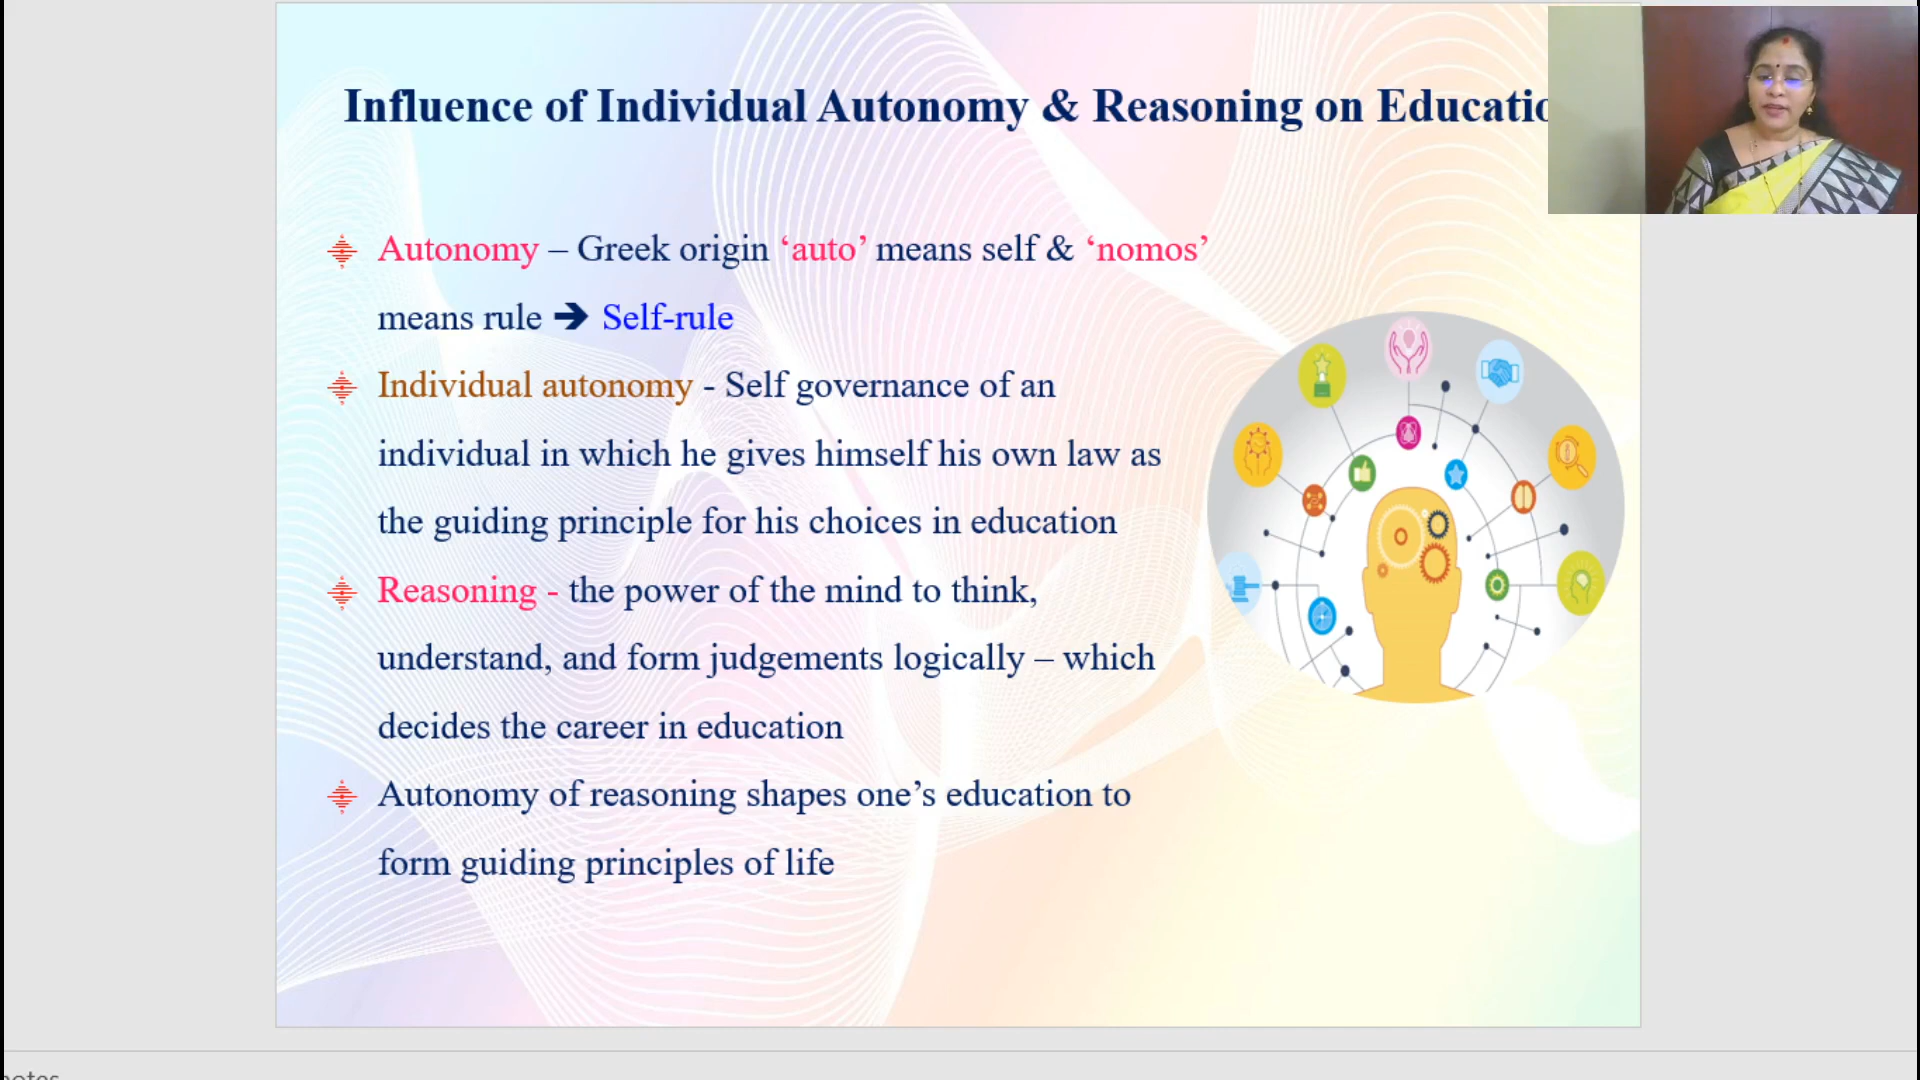 Influence of Individual Autonomy & Reasoning on Educatio
Autonomy – Greek origin ‘auto’ means self & ‘nomos’
means rule ➔ Self-rule
Individual autonomy - Self governance of an
individual in which he gives himself his own law as
the guiding principle for his choices in education
Reasoning - the power of the mind to think,
understand, and form judgements logically – which
decides the career in education
Autonomy of reasoning shapes one’s education to
form guiding principles of life